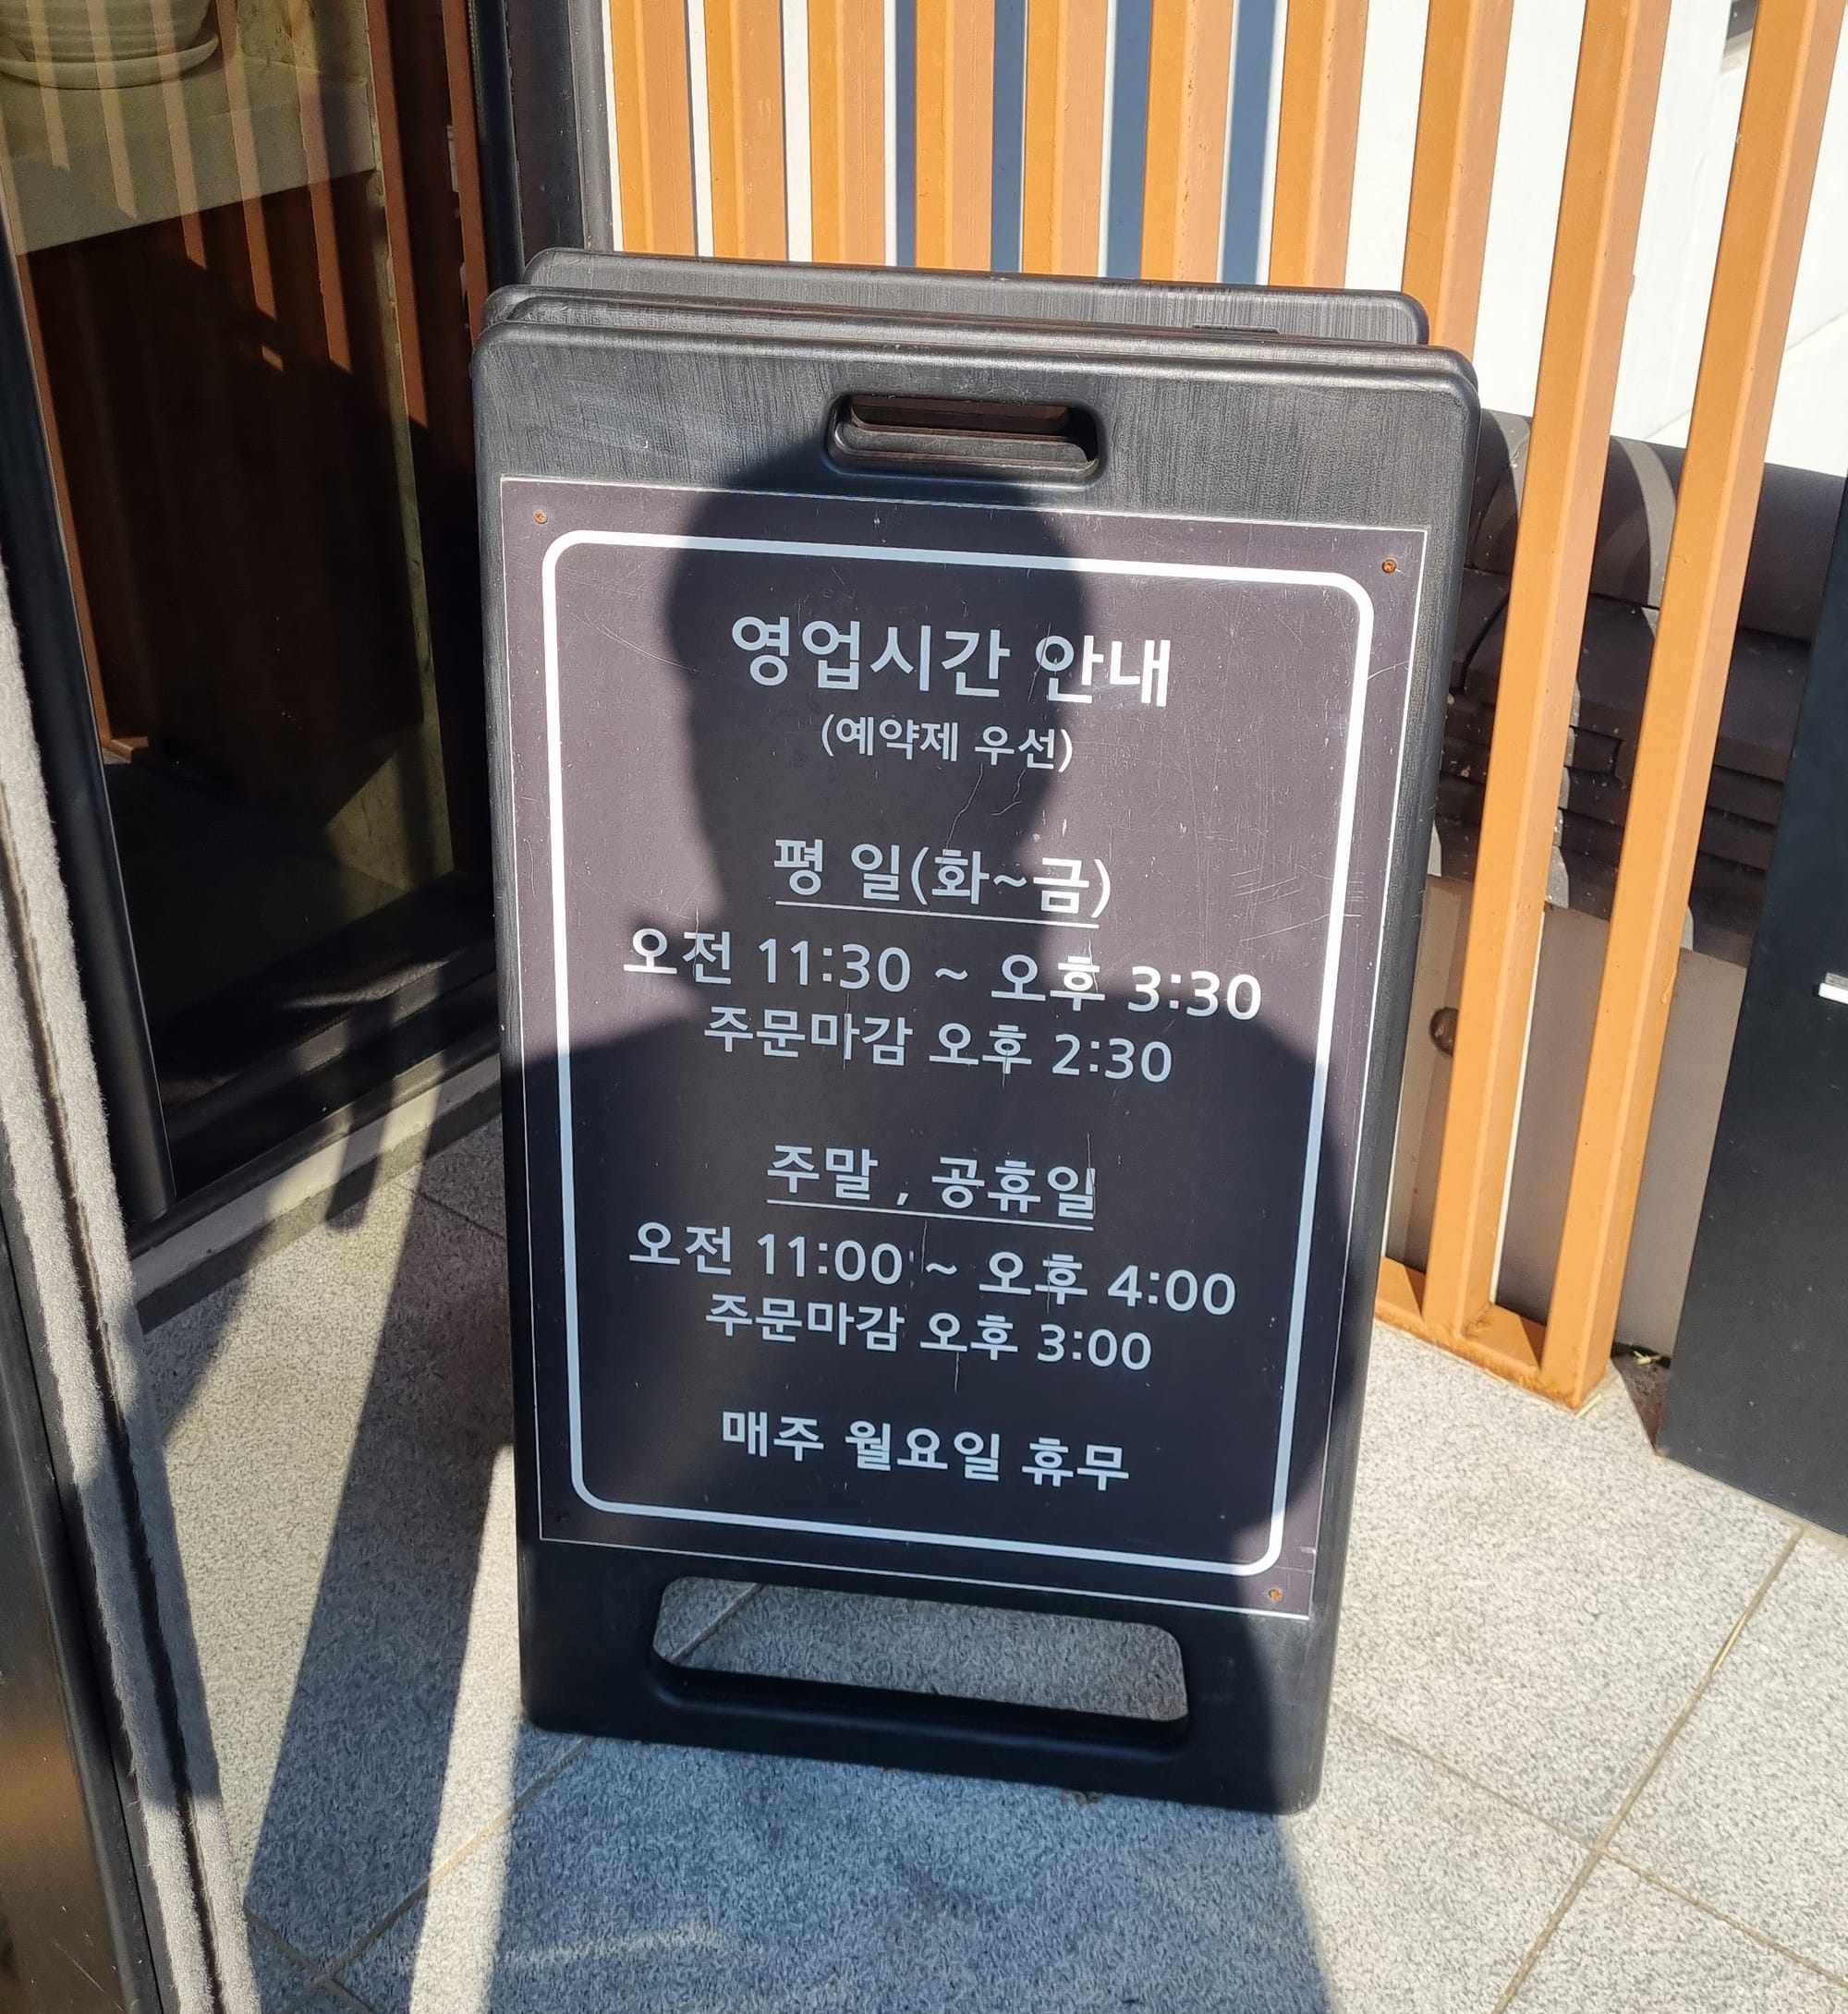 영업시간 안내
(예약제 우선)
평 일(화~금)
오전 11:30 ~ 오후 3:30
주문마감 오후 2:30
주말 , 공휴일
오전 11:00 ~ 오후 4:00
주문마감 오후 3:00
매주 월요일 휴무